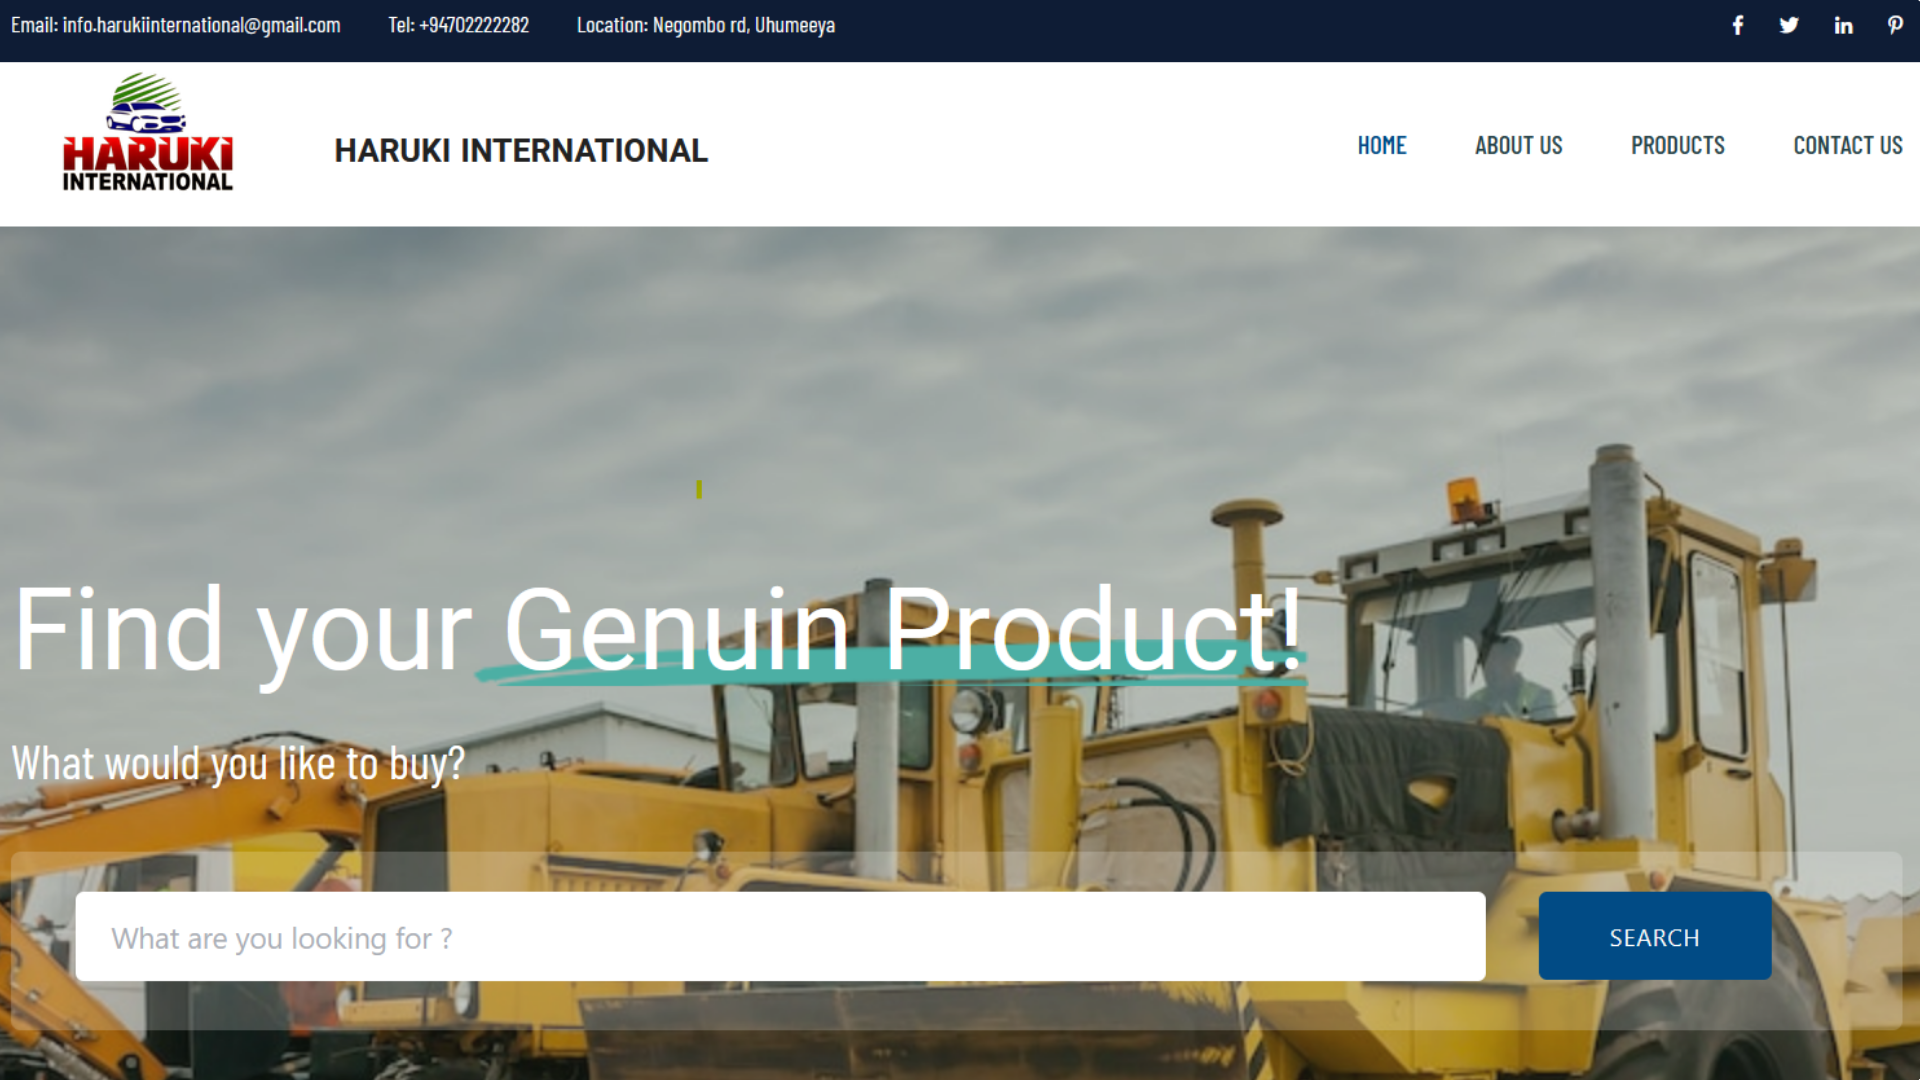 Email: info.harukiinternational@gmail.com Tel: +94702222282 Location: Negombo rd, Uhumeeya
HARUKI
INTERNATIONAL
HARUKI INTERNATIONAL
HOME ABOUT US PRODUCTS CONTACT US
Find your Genuin Product!
What would you like to buy?
What are you looking for ?
SEARCH